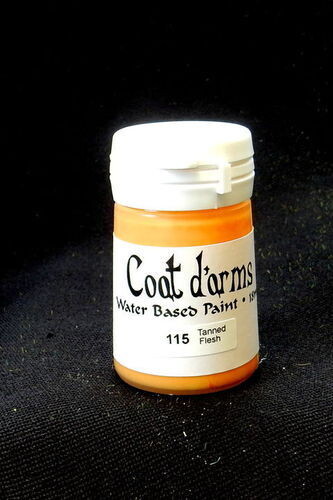 Coat d'arms
Water Based Paint •
115 Tanned
Flesh